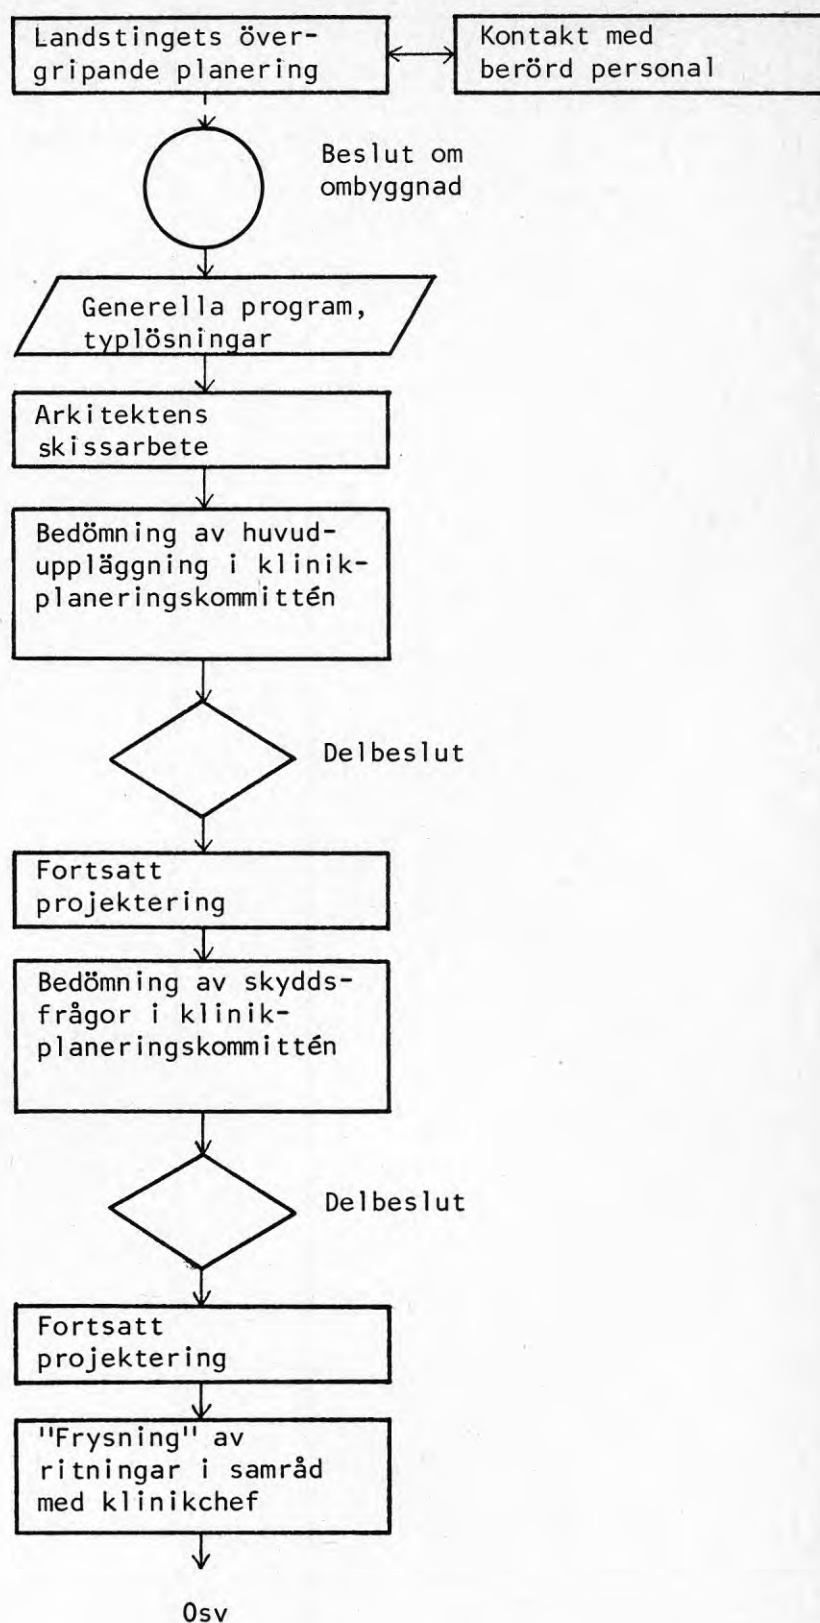 Landstingets över-
gripande planering
Kontakt med
berörd personal
Beslut om
ombyggnad
Generella program,
typlösningar
Arkitektens
skissarbete
Bedömning av huvud-
uppläggning i klinik-
planeringskommittén
Delbeslut
Fortsatt
projektering
Bedömning av skydds-
frågor i klinik-
planeringskommittén
Delbeslut
Fortsatt
projektering
"Frysning" av
ritningar i samråd
med klinikchef
Osv